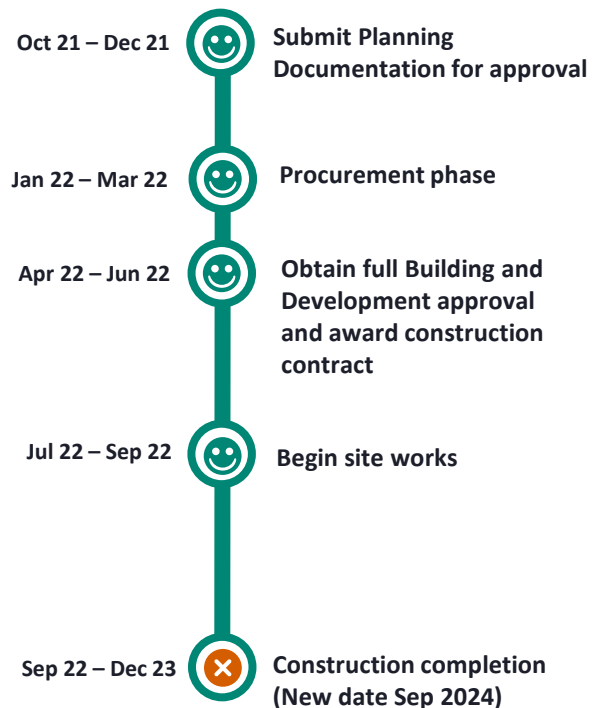 Oct 21 – Dec 21
Submit Planning
Documentation for approval
Jan 22 – Mar 22
Procurement phase
Apr 22 – Jun 22
Obtain full Building and
Development approval
and award construction
contract
Jul 22 – Sep 22
Begin site works
Sep 22 – Dec 23
Construction completion
(New date Sep 2024)